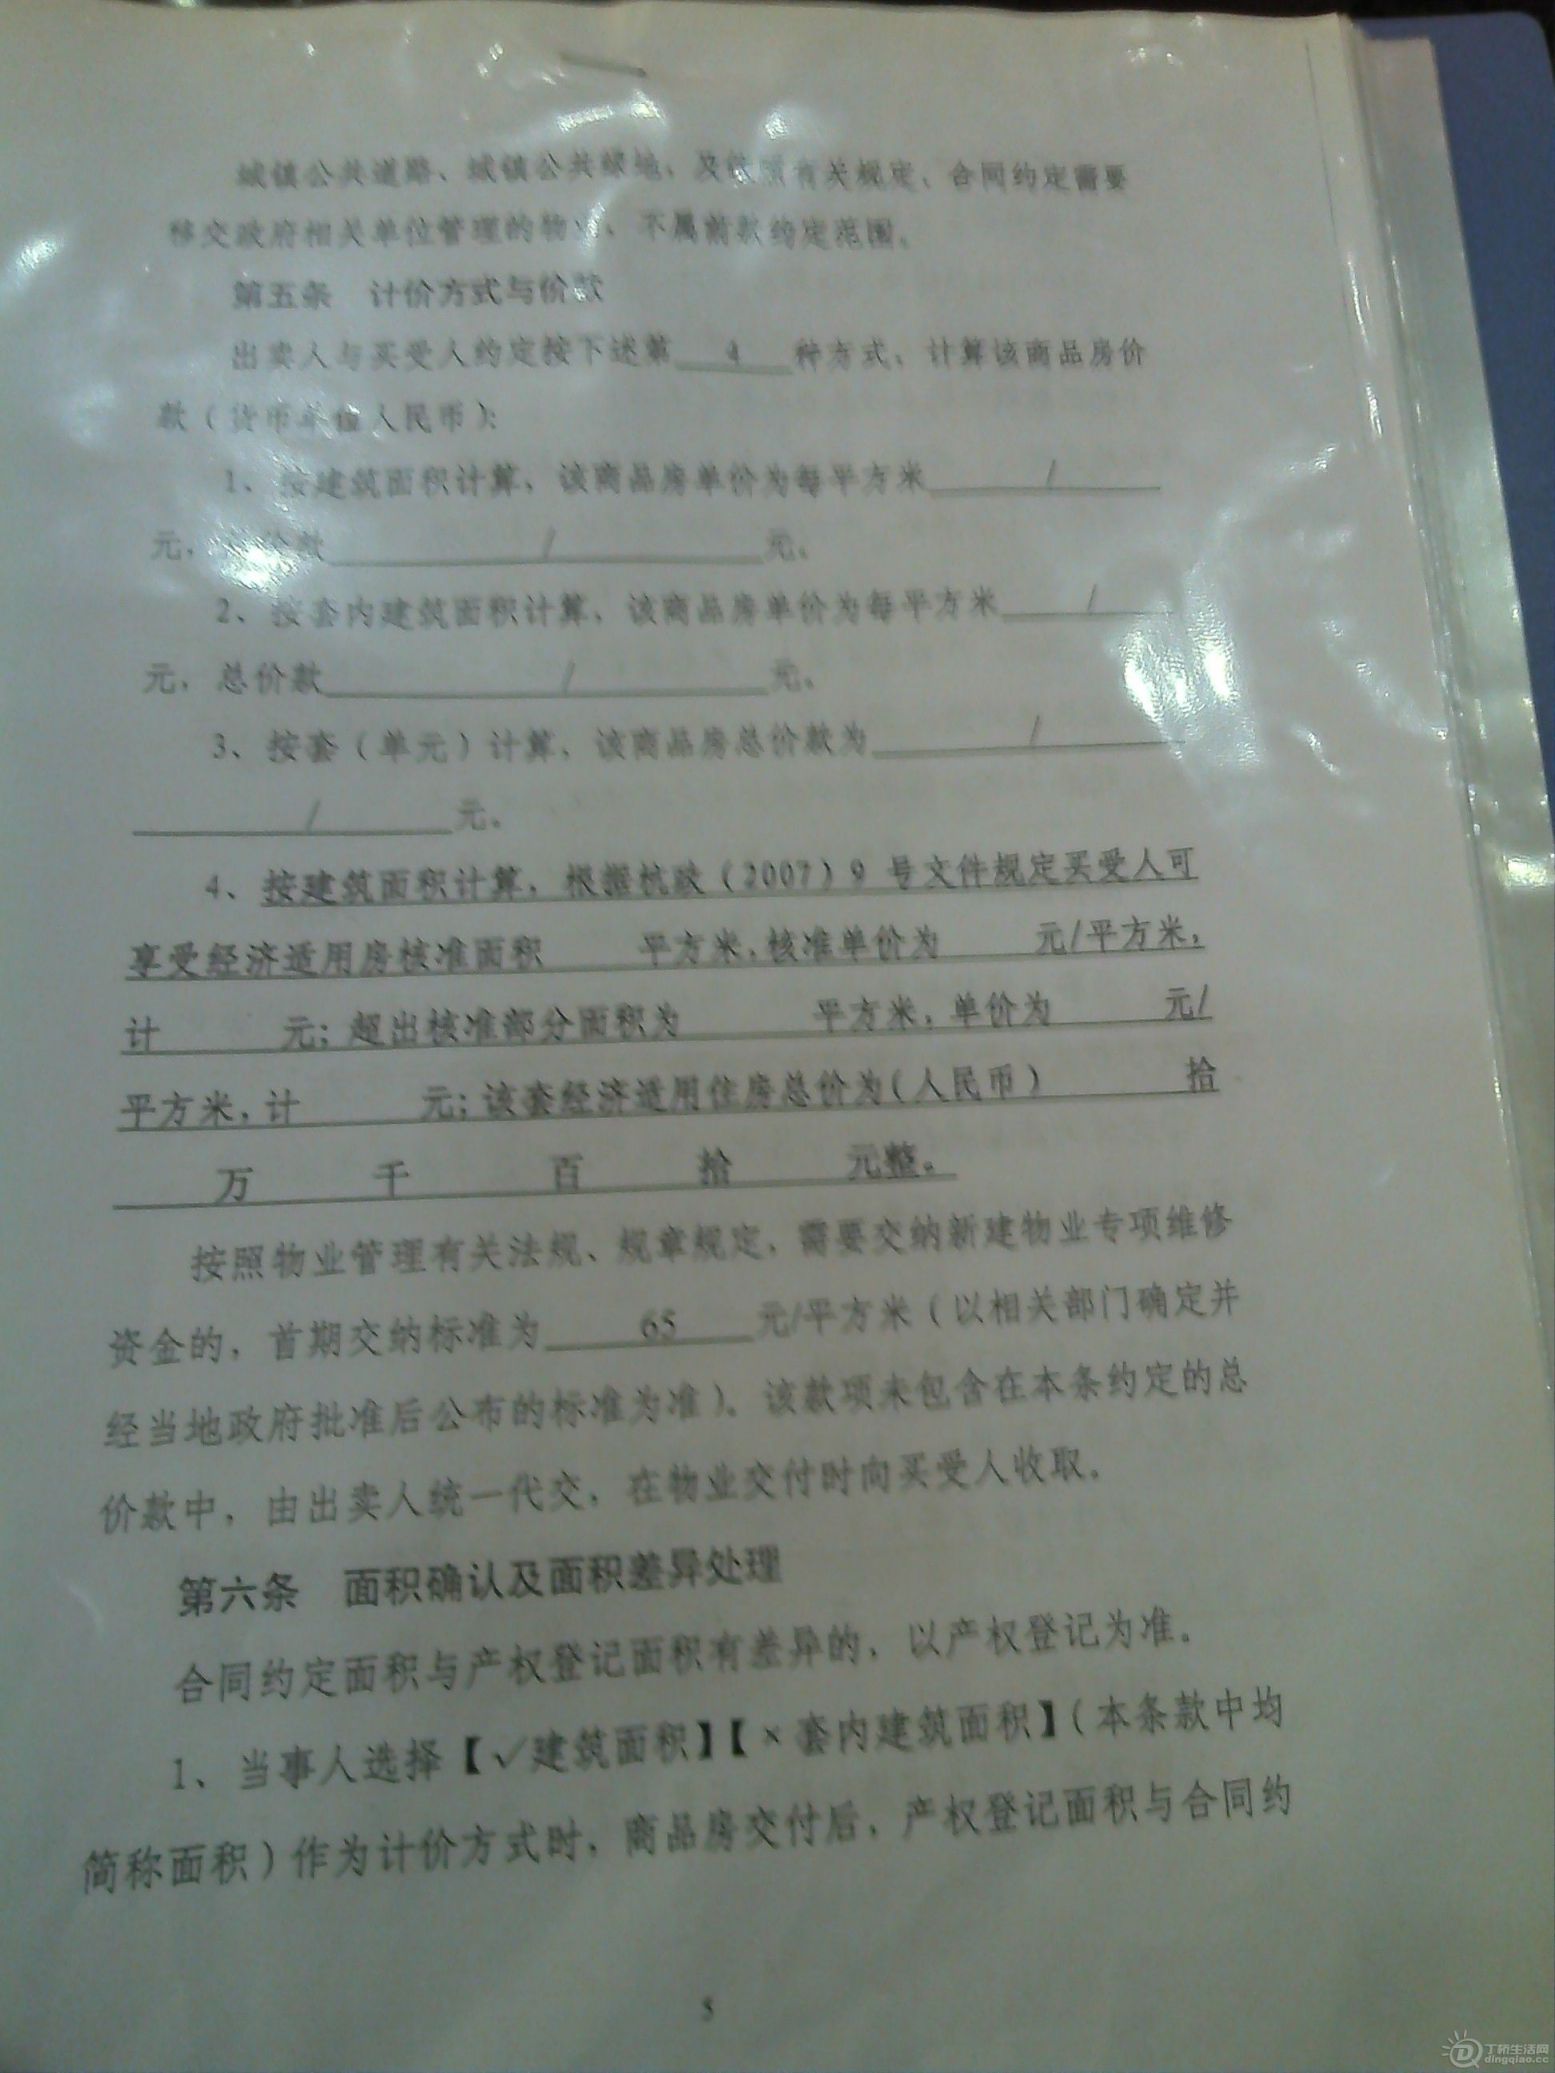 城镇公共道路、城镇公共绿地、及依 有关规定、合同约定需要
移交政府相关单位管理的物 ,不属前款约定范围。
第五条 计价方式与价款
出卖人与买受人约定按下述第 4 种方式,计算该商品房价
款(货币单位人民币):
1、按建筑面积计算,该商品房单价为每平方米 /
元, 价款 / 元。
2、按套内建筑面积计算,该商品房单价为每平方米 /
元,总价款 / 元。
3、按套(单元)计算,该商品房总价款为 /
/ 元。
4、按建筑面积计算,根据杭政(2007)9 号文件规定买受人可
享受经济适用房核准面积 平方米,核准单价为 元/平方米,
计 元;超出核准部分面积为 平方米,单价为 元/
平方米,计 元;该套经济适用住房总价为(人民币) 拾
万 千 百 拾 元整。
按照物业管理有关法规、规章规定,需要交纳新建物业专项维修
资金的,首期交纳标准为 65 元/平方米(以相关部门确定并
经当地政府批准后公布的标准为准)。该款项未包含在本条约定的总
价款中,由出卖人统一代交,在物业交付时向买受人收取。
第六条 面积确认及面积差异处理
合同约定面积与产权登记面积有差异的,以产权登记为准。
1、当事人选择【√建筑面积】【×套内建筑面积】(本条款中均
简称面积)作为计价方式时,商品房交付后,产权登记面积与合同约
5
丁桥生活网
dingqiao.cc